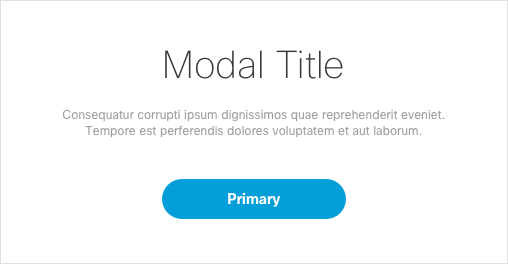 Modal Title
Consequatur corrupti ipsum dignissimos quae reprehenderit eveniet.
Tempore est perferendis dolores voluptatem et aut laborum.
Primary